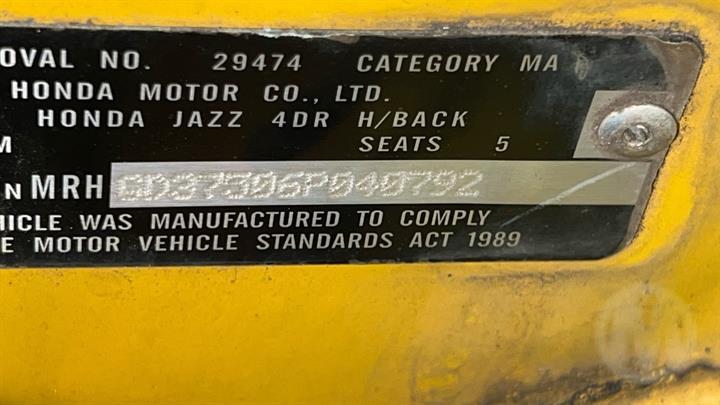 OVAL NO. 29474 CATEGORY MA
HONDA MOTOR CO., LTD.
HONDA JAZZ 4DR H/BACK
M SEATS 5
N MRH GD37506P040792
HICLE WAS MANUFACTURED TO COMPLY
E MOTOR VEHICLE STANDARDS ACT 1989